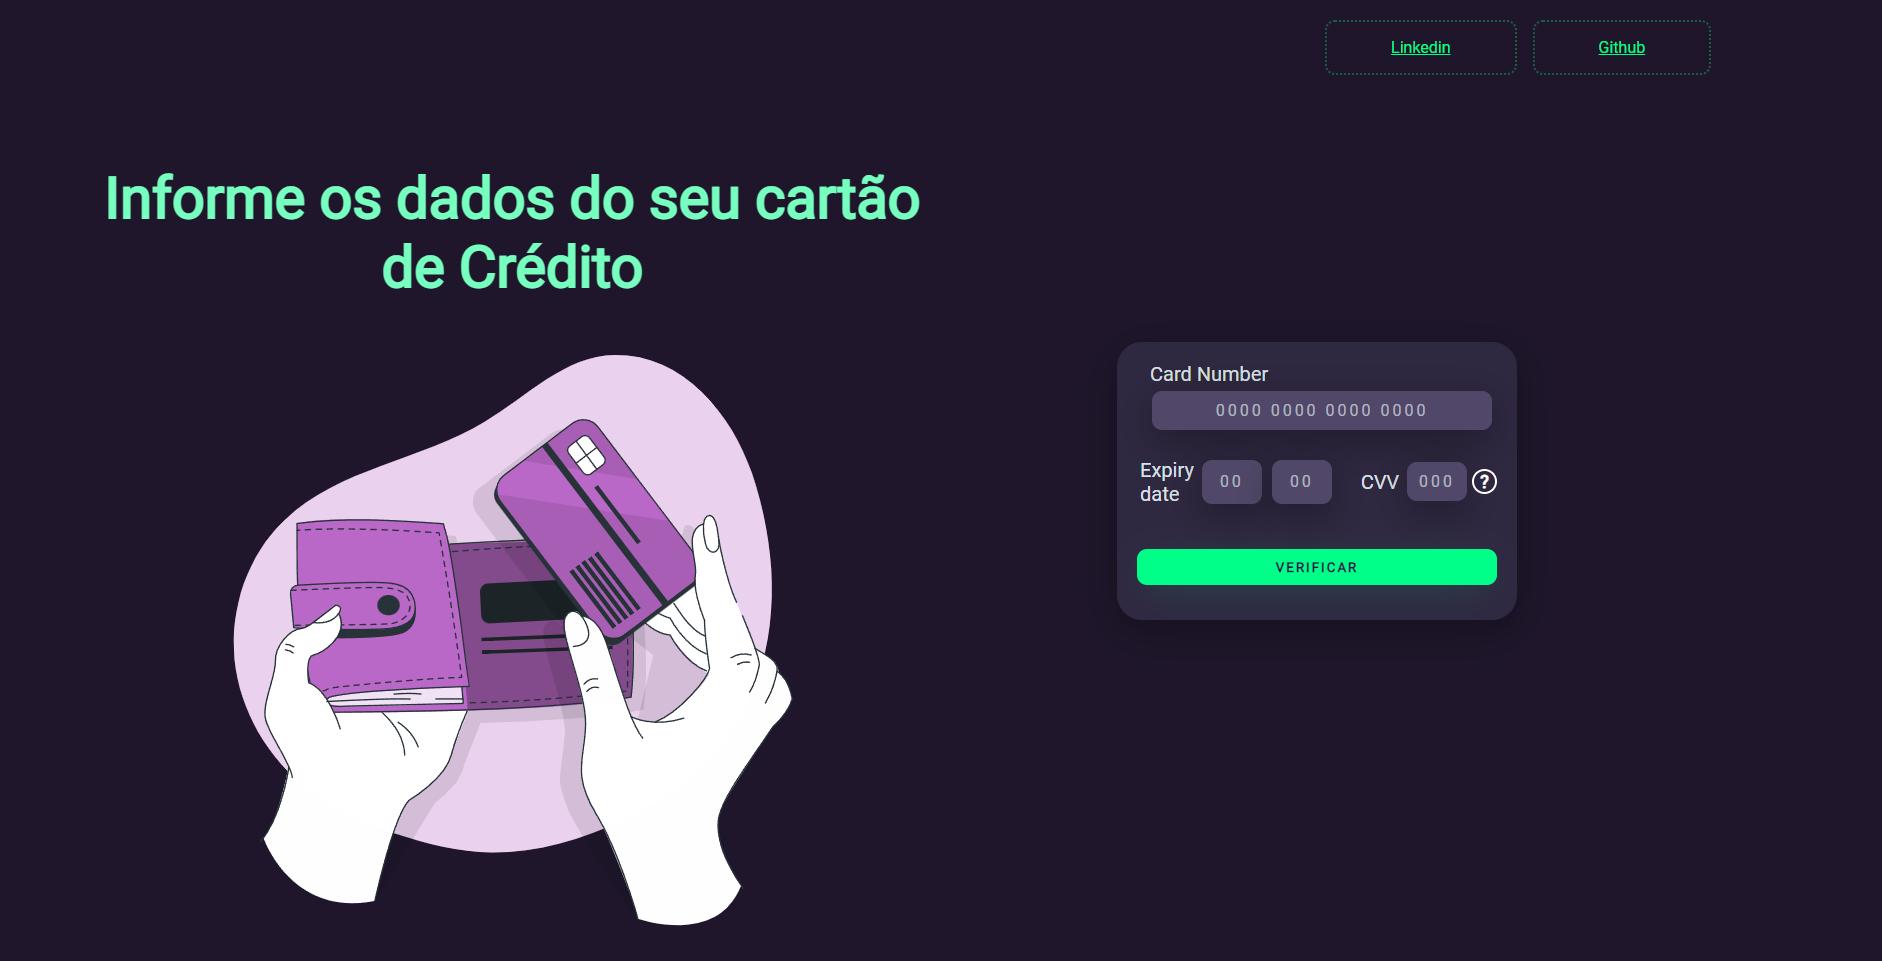 Linkedin
Github
Informe os dados do seu cartão
de Crédito
Card Number
0000 0000 0000 0000
Expiry
date
00
00
CVV
000
?
VERIFICAR